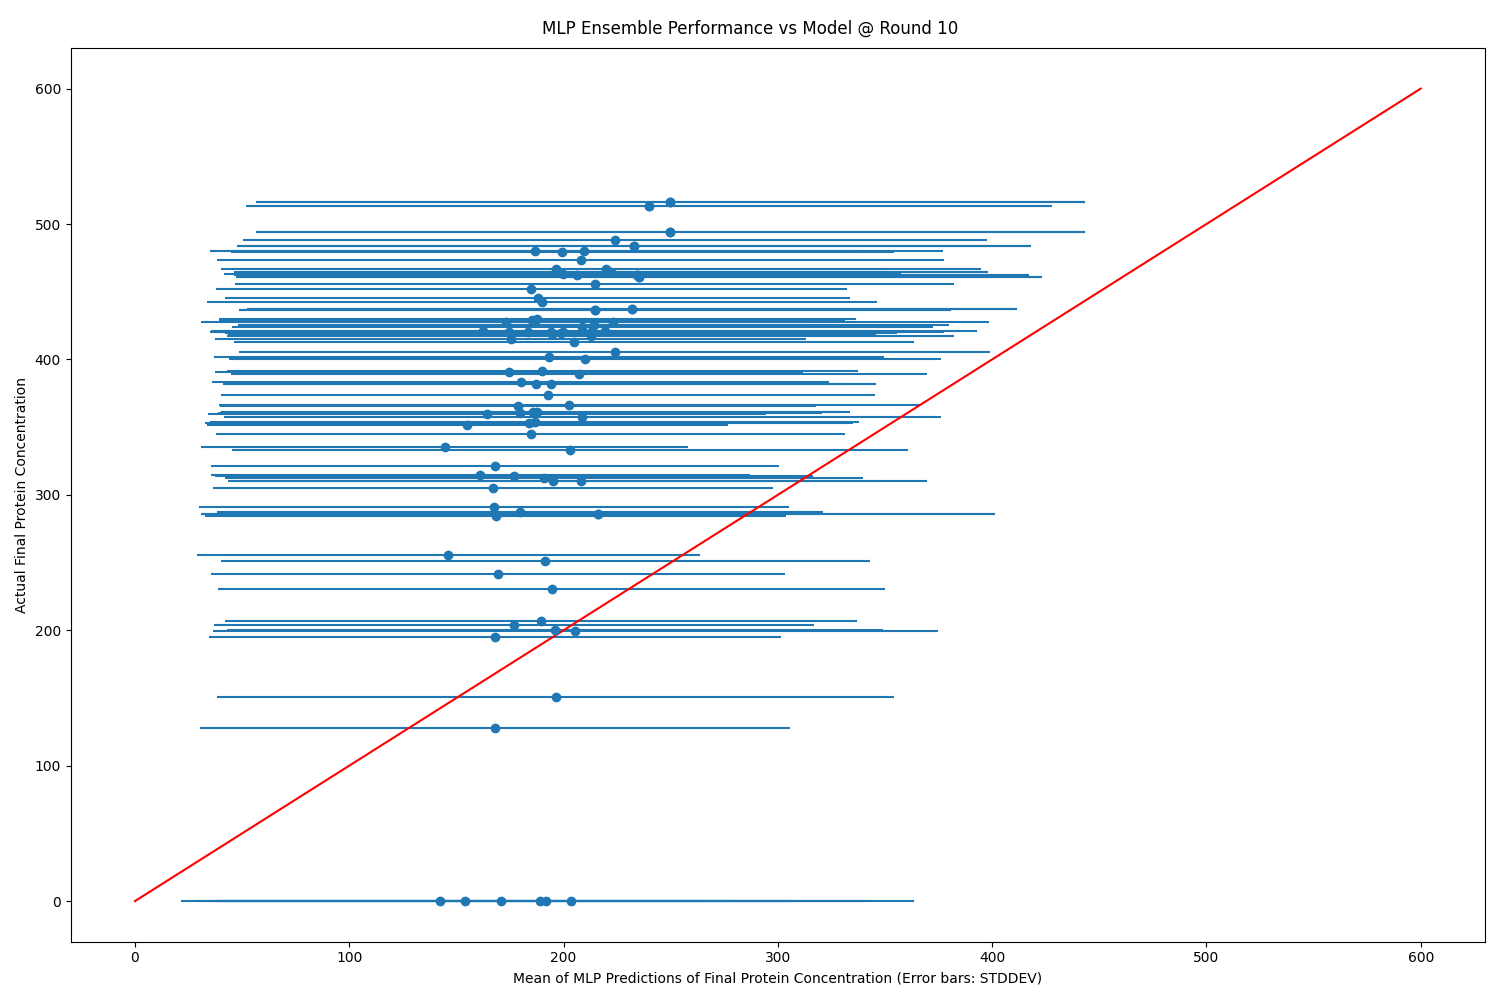 MLP Ensemble Performance vs Model @ Round 10
600
500
400
300
200
100
0
Actual Final Protein Concentration
0 100 200 300 400 500 600
Mean of MLP Predictions of Final Protein Concentration (Error bars: STDDEV)